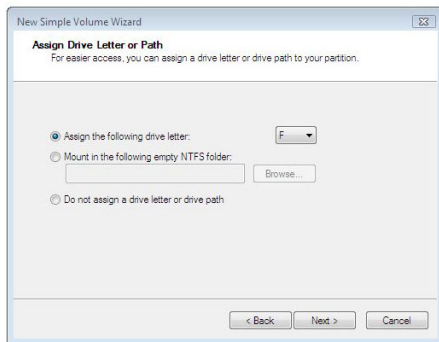 New Simple Volume Wizard
Assign Drive Letter or Path
For easier access, you can assign a drive letter or drive path to your partition.
Assign the following drive letter: F
Mount in the following empty NTFS folder:
Browse...
Do not assign a drive letter or drive path
< Back Next > Cancel